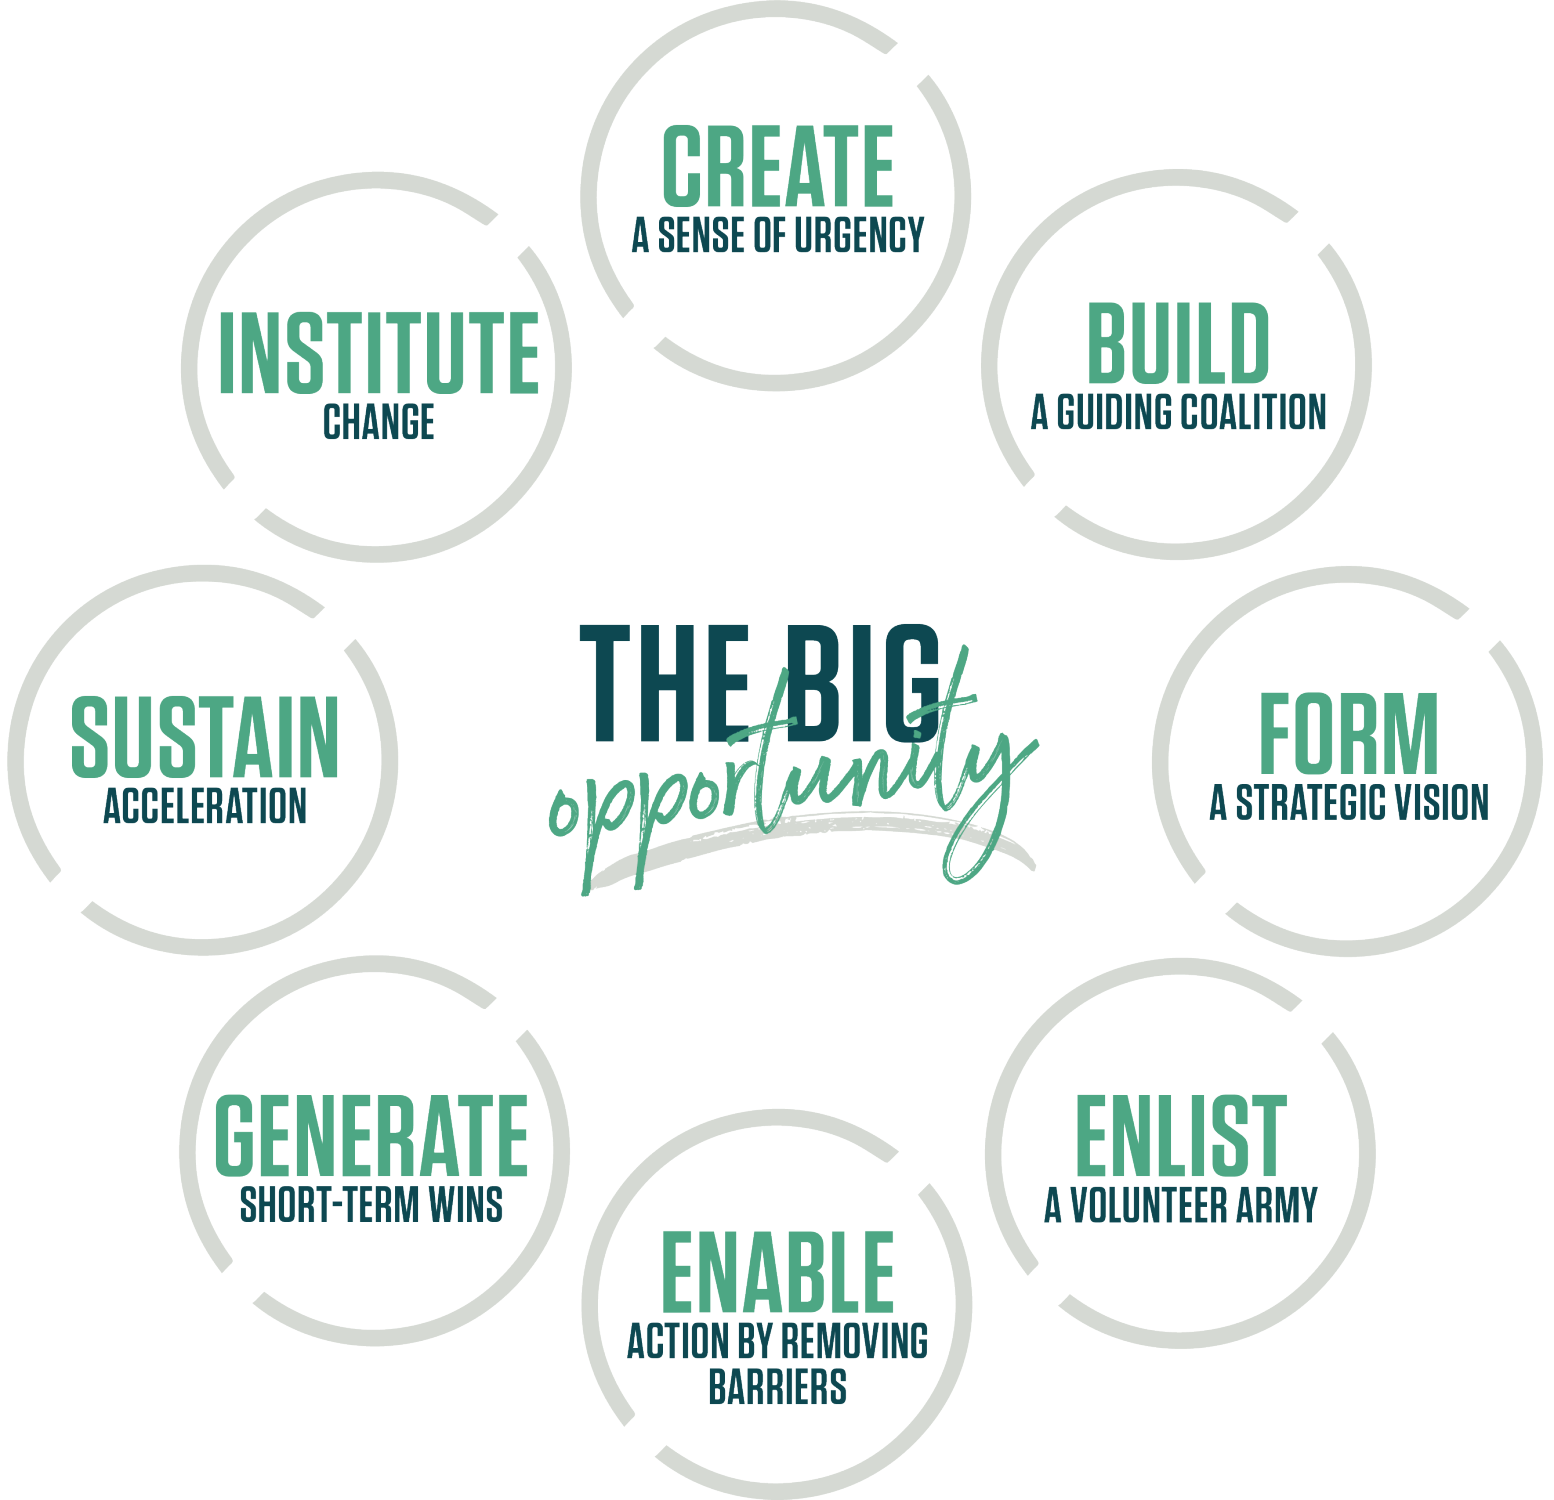 CREATE
A SENSE OF URGENCY
BUILD
A GUIDING COALITION
FORM
A STRATEGIC VISION
ENLIST
A VOLUNTEER ARMY
ENABLE
ACTION BY REMOVING
BARRIERS
GENERATE
SHORT-TERM WINS
SUSTAIN
ACCELERATION
INSTITUTE
CHANGE
THE BIG
opportunity